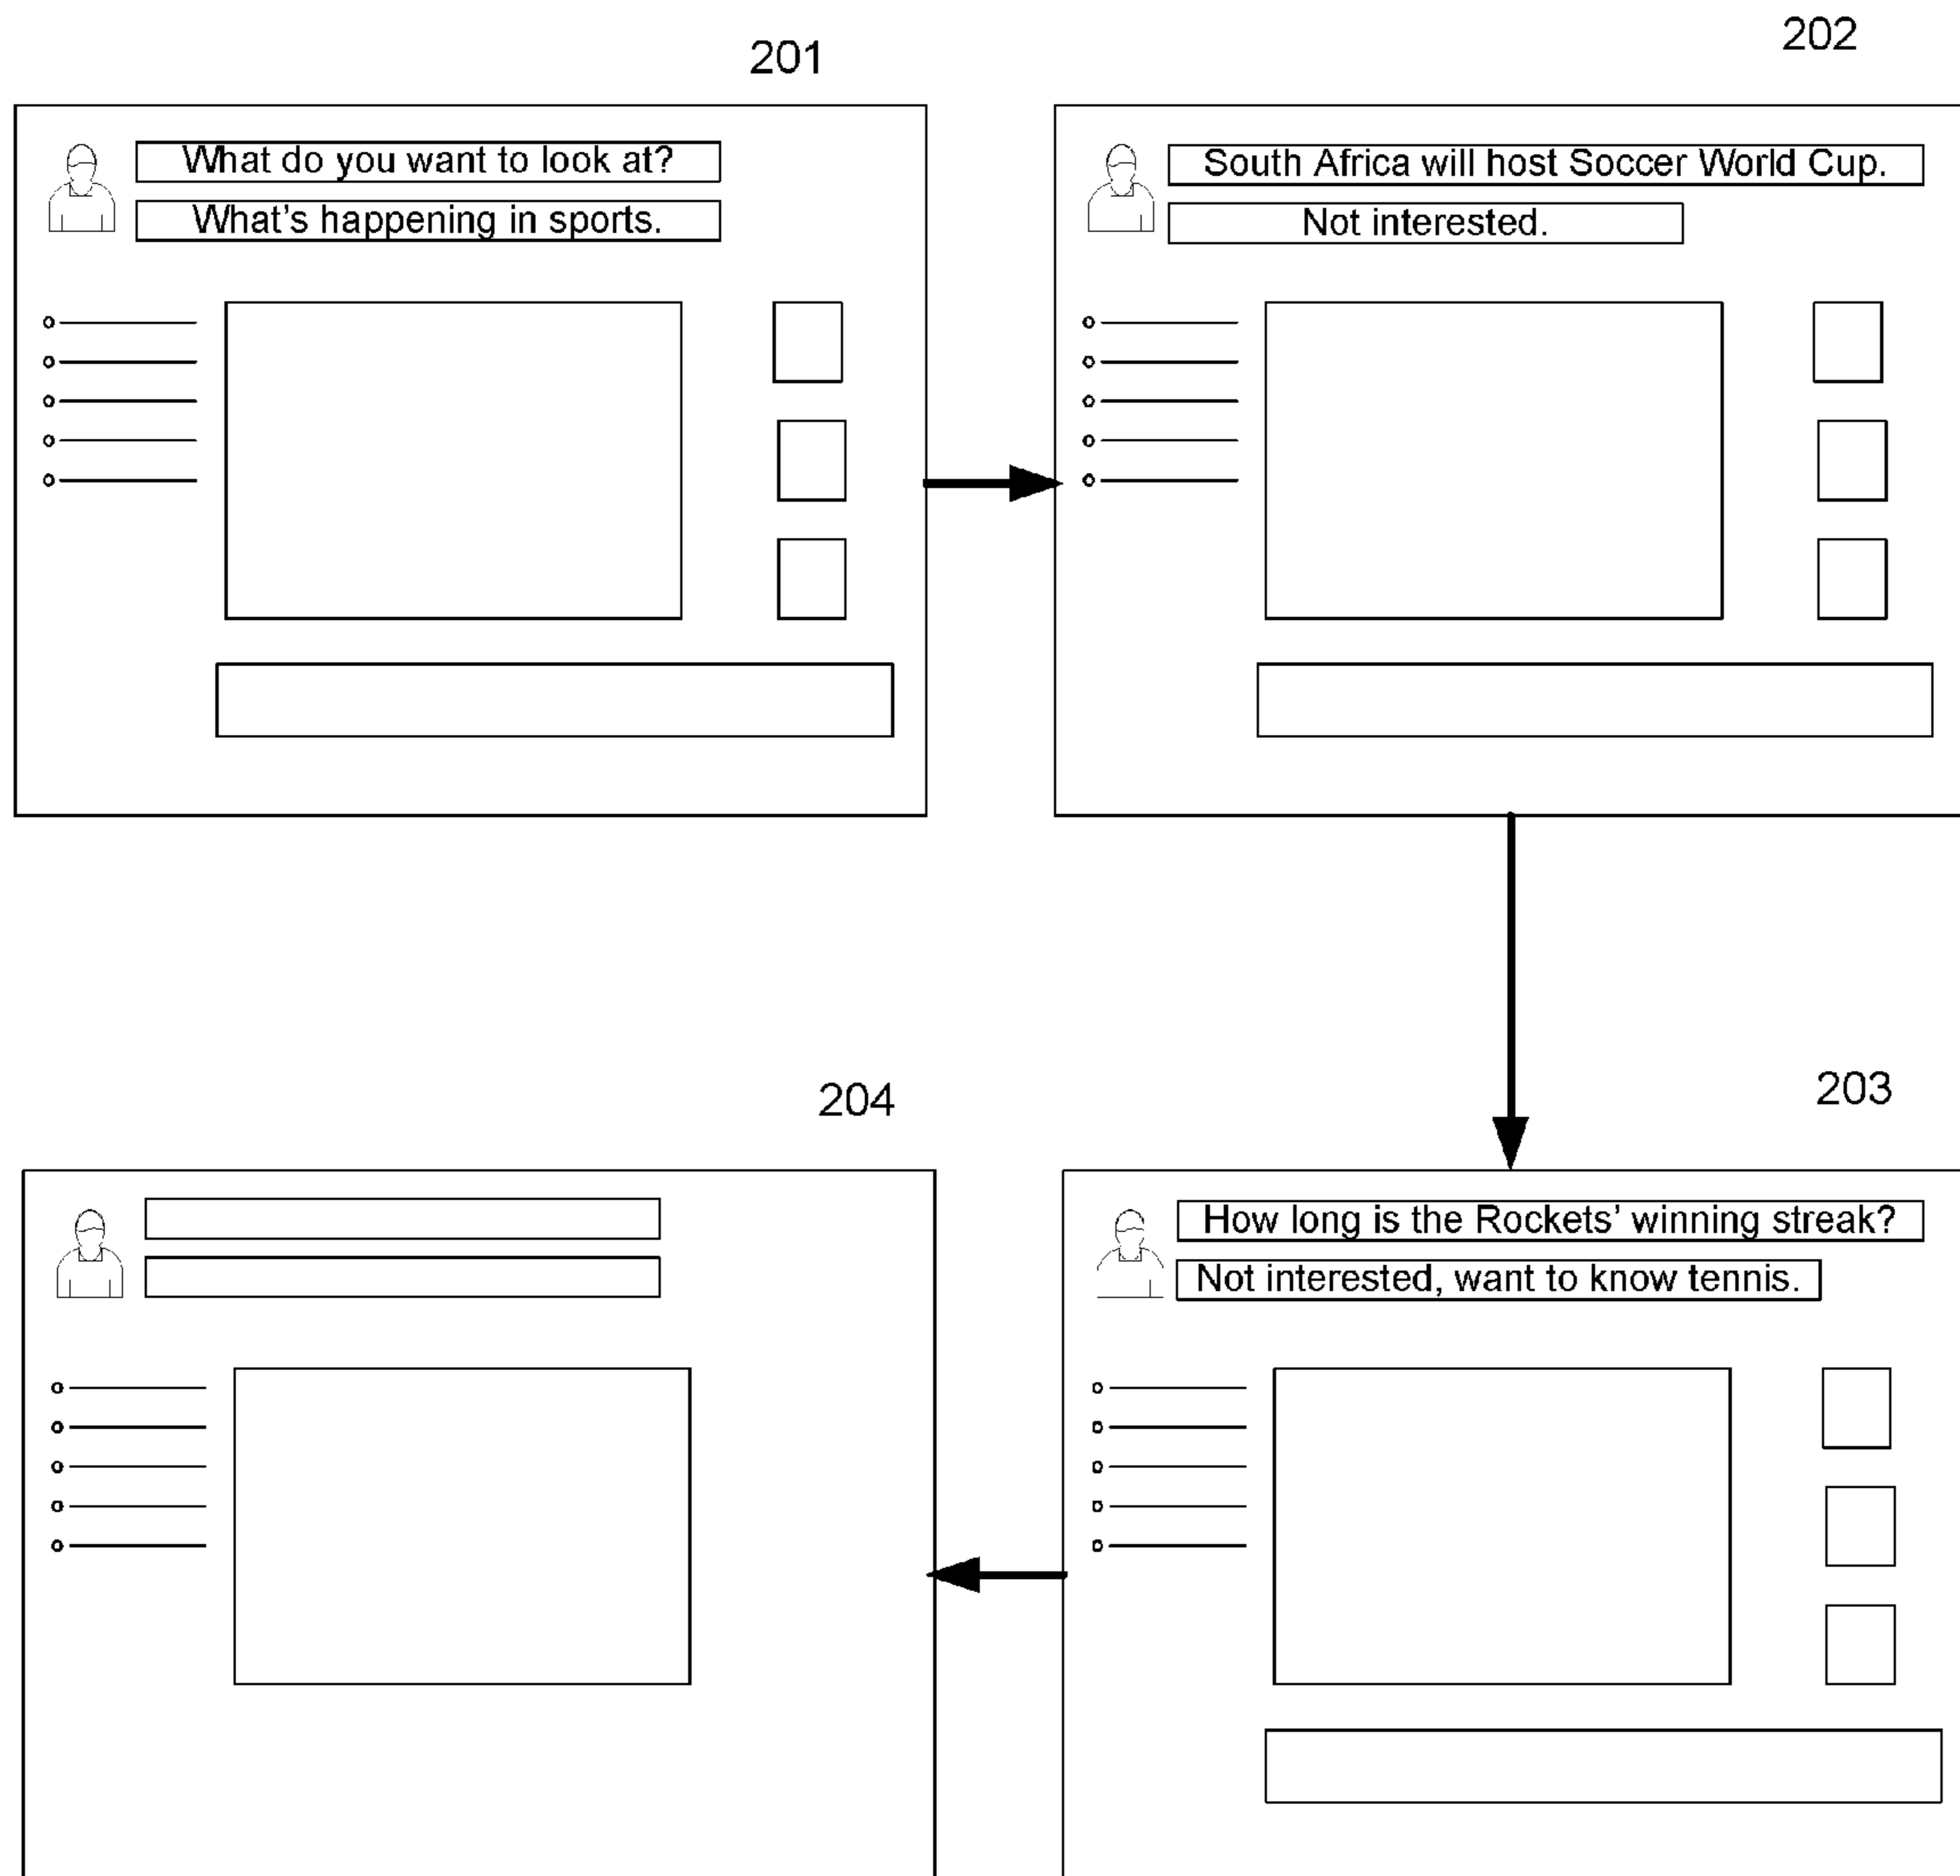 201
What do you want to look at?
What's happening in sports.
202
South Africa will host Soccer World Cup.
Not interested.
203
How long is the Rockets’ winning streak?
Not interested, want to know tennis.
204